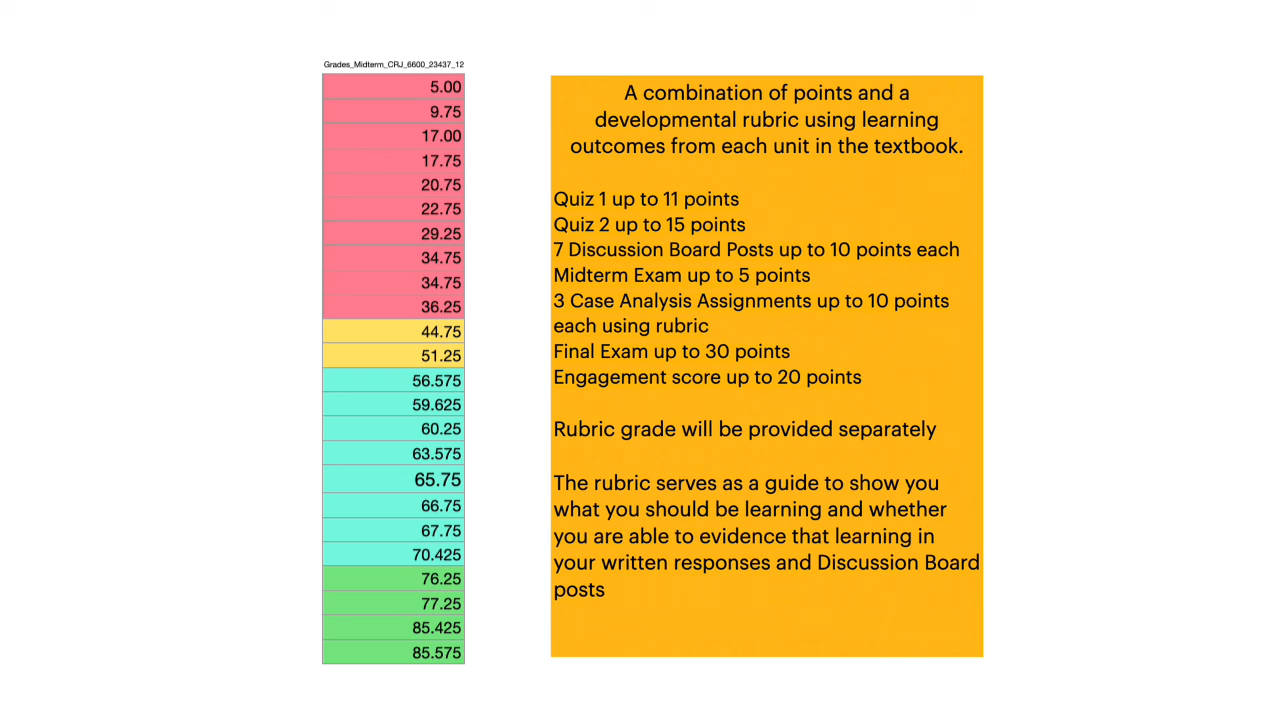 Grades_Midterm_CRJ_6600_23437_12
5.00
9.75
17.00
17.75
20.75
22.75
29.25
34.75
34.75
36.25
44.75
51.25
56.575
59.625
60.25
63.575
65.75
66.75
67.75
70.425
76.25
77.25
85.425
85.575
A combination of points and a
developmental rubric using learning
outcomes from each unit in the textbook.
Quiz 1 up to 11 points
Quiz 2 up to 15 points
7 Discussion Board Posts up to 10 points each
Midterm Exam up to 5 points
3 Case Analysis Assignments up to 10 points
each using rubric
Final Exam up to 30 points
Engagement score up to 20 points
Rubric grade will be provided separately
The rubric serves as a guide to show you
what you should be learning and whether
you are able to evidence that learning in
your written responses and Discussion Board
posts